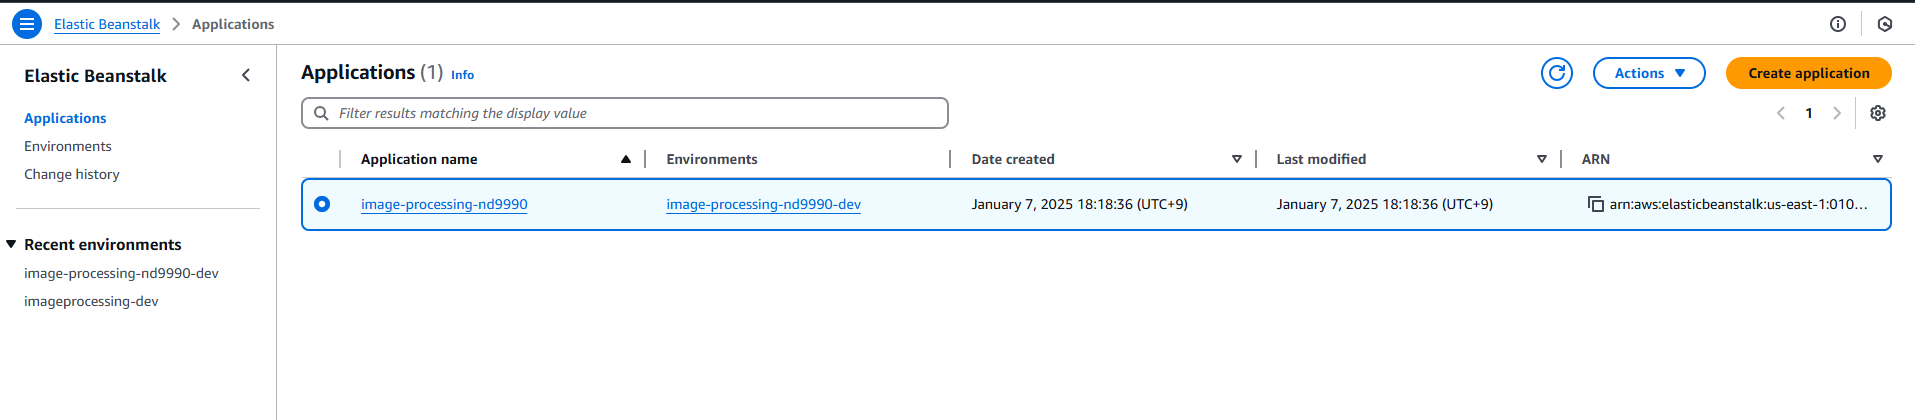 Elastic Beanstalk > Applications
Elastic Beanstalk
Applications
Environments
Change history
Recent environments
image-processing-nd9990-dev
imageprocessing-dev
Applications (1) Info
Actions
Create application
Filter results matching the display value
1
Application name Environments Date created Last modified ARN
image-processing-nd9990 image-processing-nd9990-dev January 7, 2025 18:18:36 (UTC+9) January 7, 2025 18:18:36 (UTC+9) arn:aws:elasticbeanstalk:us-east-1:010...